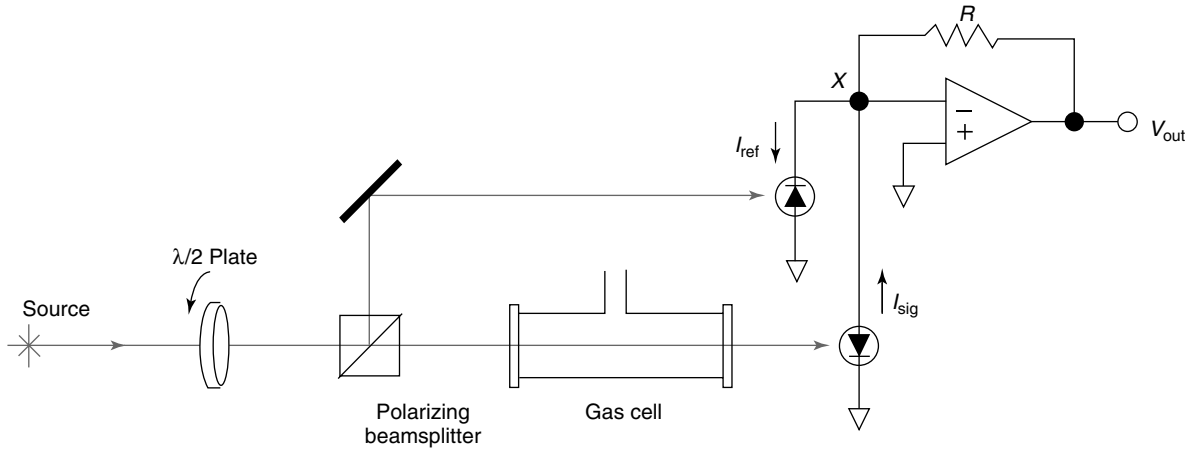 R
X
I_ref
−
+
V_out
λ/2 Plate
Source
I_sig
Polarizing
beamsplitter
Gas cell